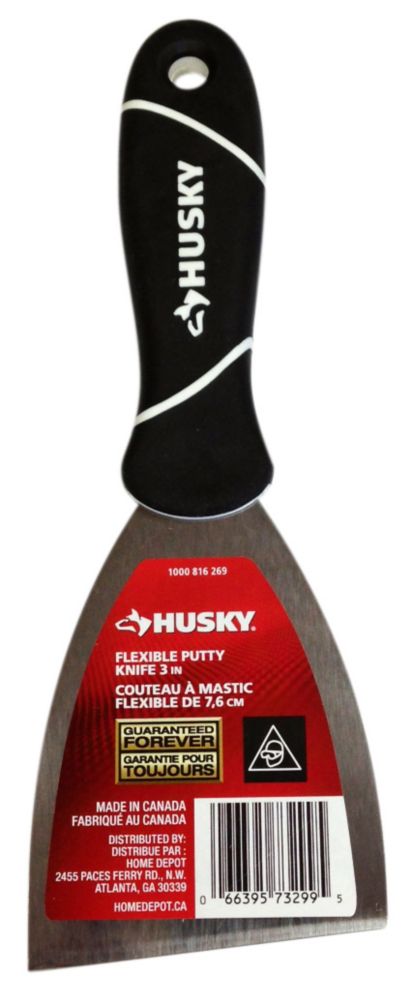 HUSKY
1000 816 269
HUSKY®
FLEXIBLE PUTTY
KNIFE 3 IN
COUTEAU À MASTIC
FLEXIBLE DE 7,6 CM
GUARANTEED
FOREVER
GARANTIE POUR
TOUJOURS
MADE IN CANADA
FABRIQUÉ AU CANADA
DISTRIBUTED BY:
DISTRIBUE PAR :
HOME DEPOT
2455 PACES FERRY RD., N.W.
ATLANTA, GA 30339
HOMEDEPOT.CA
0 66395 73299 5